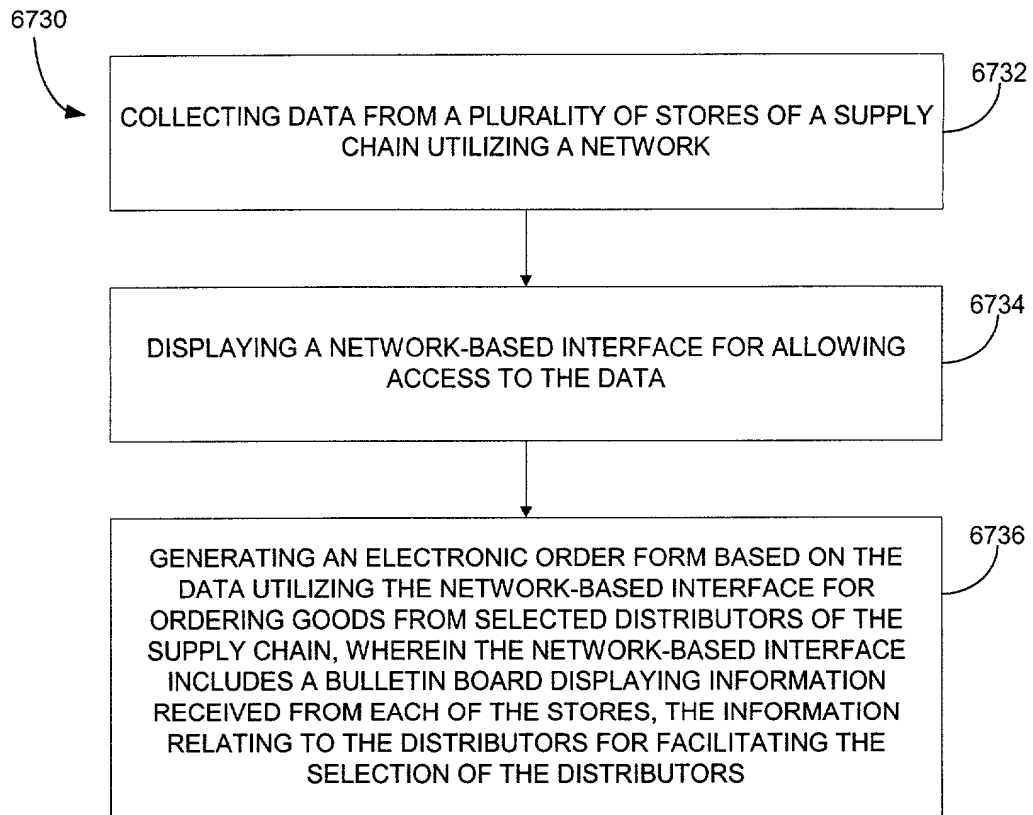 6730
6732
COLLECTING DATA FROM A PLURALITY OF STORES OF A SUPPLY
CHAIN UTILIZING A NETWORK
6734
DISPLAYING A NETWORK-BASED INTERFACE FOR ALLOWING
ACCESS TO THE DATA
6736
GENERATING AN ELECTRONIC ORDER FORM BASED ON THE
DATA UTILIZING THE NETWORK-BASED INTERFACE FOR
ORDERING GOODS FROM SELECTED DISTRIBUTORS OF THE
SUPPLY CHAIN, WHEREIN THE NETWORK-BASED INTERFACE
INCLUDES A BULLETIN BOARD DISPLAYING INFORMATION
RECEIVED FROM EACH OF THE STORES, THE INFORMATION
RELATING TO THE DISTRIBUTORS FOR FACILITATING THE
SELECTION OF THE DISTRIBUTORS